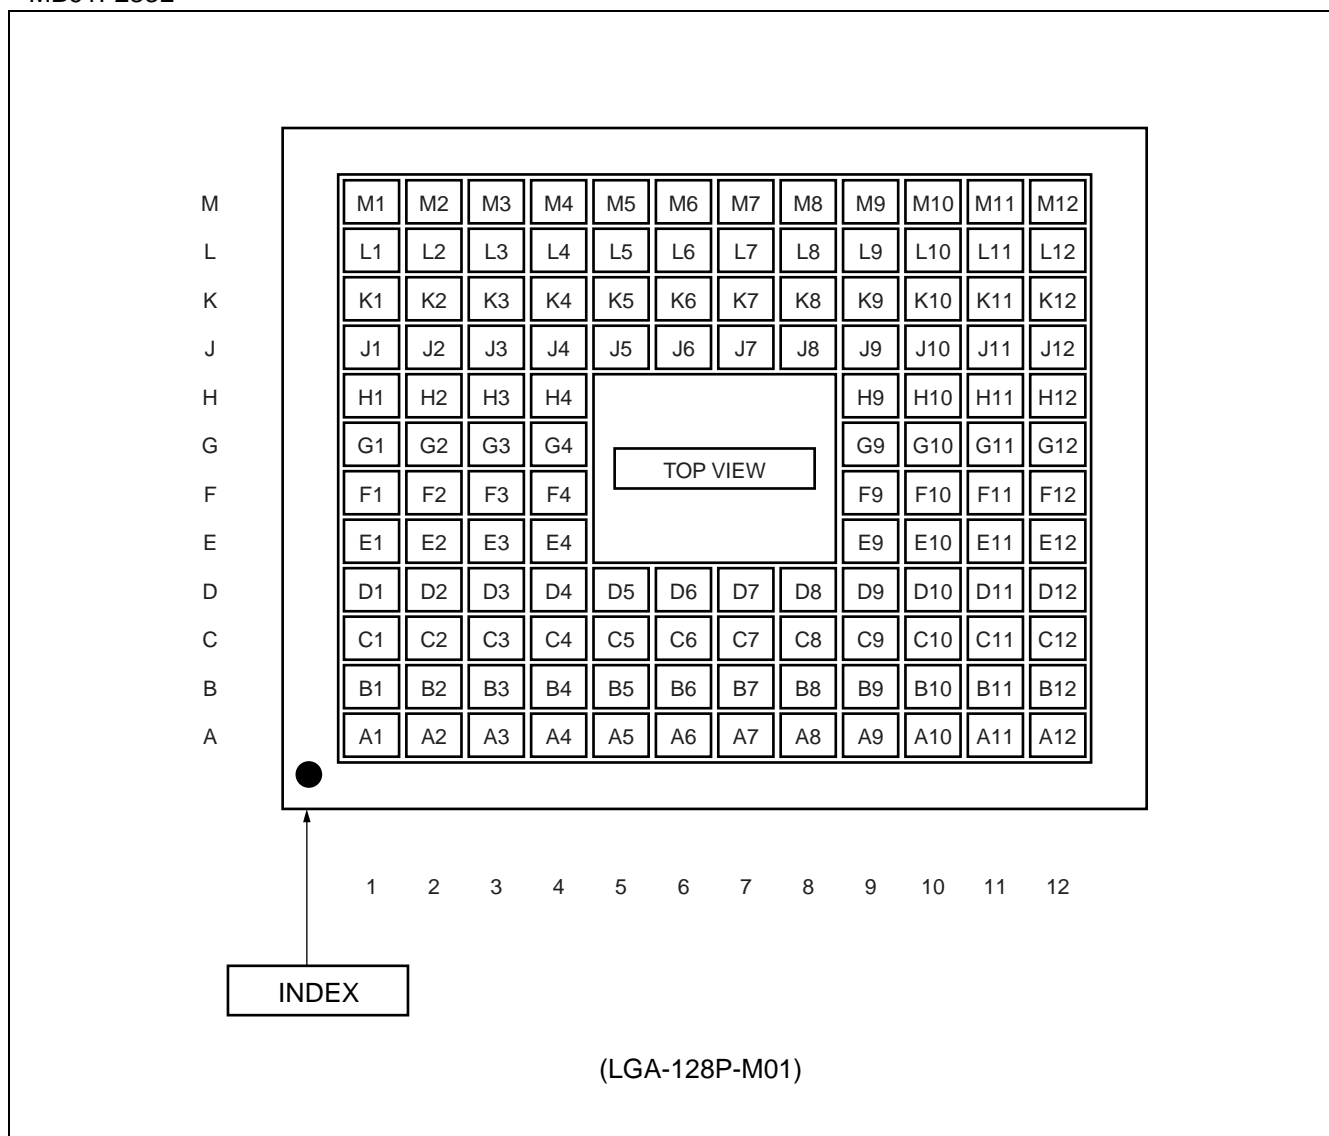 M M1 M2 M3 M4 M5 M6 M7 M8 M9 M10 M11 M12
L L1 L2 L3 L4 L5 L6 L7 L8 L9 L10 L11 L12
K K1 K2 K3 K4 K5 K6 K7 K8 K9 K10 K11 K12
J J1 J2 J3 J4 J5 J6 J7 J8 J9 J10 J11 J12
H H1 H2 H3 H4 H9 H10 H11 H12
G G1 G2 G3 G4 G9 G10 G11 G12
TOP VIEW
F F1 F2 F3 F4 F9 F10 F11 F12
E E1 E2 E3 E4 E9 E10 E11 E12
D D1 D2 D3 D4 D5 D6 D7 D8 D9 D10 D11 D12
C C1 C2 C3 C4 C5 C6 C7 C8 C9 C10 C11 C12
B B1 B2 B3 B4 B5 B6 B7 B8 B9 B10 B11 B12
A A1 A2 A3 A4 A5 A6 A7 A8 A9 A10 A11 A12
1 2 3 4 5 6 7 8 9 10 11 12
INDEX
(LGA-128P-M01)